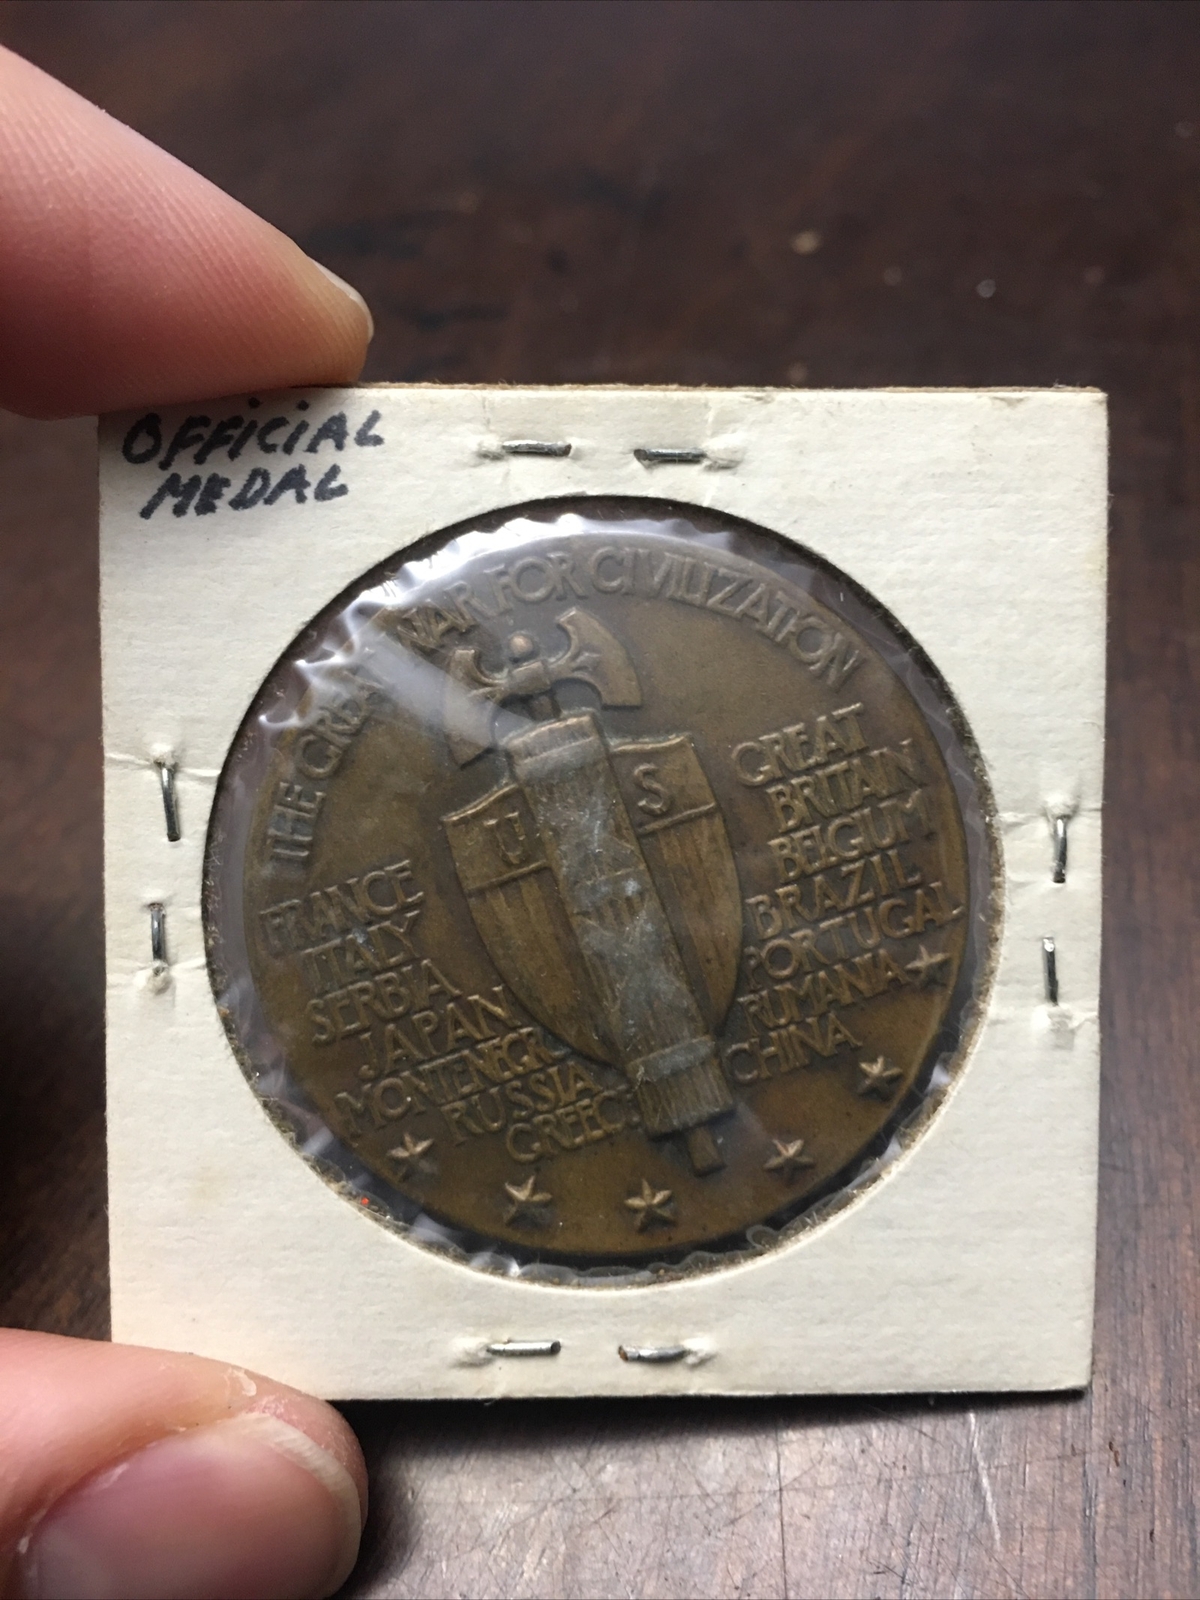 OFFICIAL
MEDAL
THE GREAT WAR FOR CIVILIZATION
U S
FRANCE
ITALY
SERBIA
JAPAN
MONTENEGRO
RUSSIA
GREECE
GREAT
BRITAIN
BELGIUM
BRAZIL
PORTUGAL
RUMANIA
CHINA